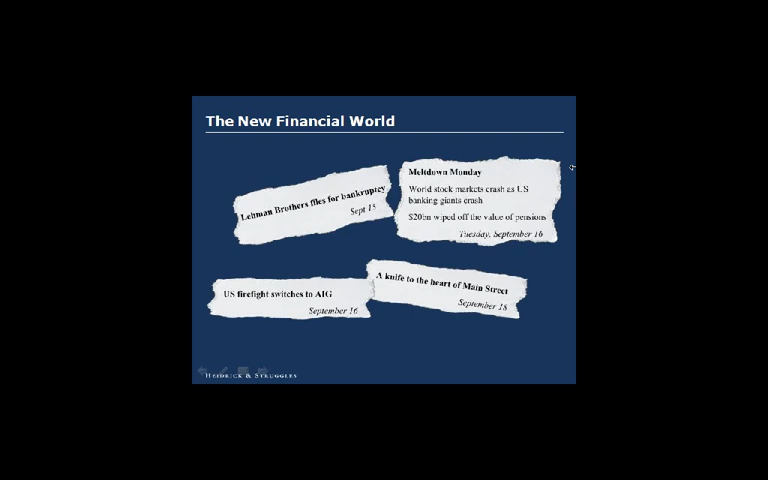 The New Financial World
Lehman Brothers files for bankruptcy
Sept 15
Meltdown Monday
World stock markets crash as US
banking giants crash
$20bn wiped off the value of pensions
Tuesday, September 16
US firefight switches to AIG
September 16
A knife to the heart of Main Street
September 18
HEIDRICK & STRUGGLES